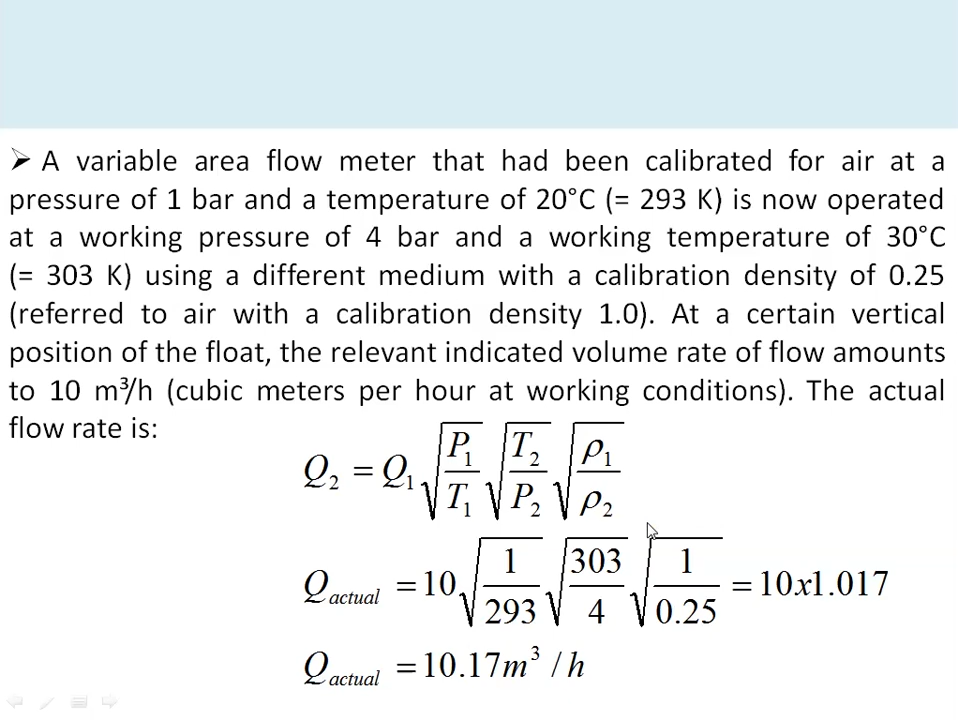 ➢ A variable area flow meter that had been calibrated for air at a
pressure of 1 bar and a temperature of 20°C (= 293 K) is now operated
at a working pressure of 4 bar and a working temperature of 30°C
(= 303 K) using a different medium with a calibration density of 0.25
(referred to air with a calibration density 1.0). At a certain vertical
position of the float, the relevant indicated volume rate of flow amounts
to 10 m³/h (cubic meters per hour at working conditions). The actual
flow rate is:
Q₂ = Q₁ √(P₁/T₁) √(T₂/P₂) √(ρ₁/ρ₂)
Q_actual = 10 √(1/293) √(303/4) √(1/0.25) = 10x1.017
Q_actual = 10.17m³ / h